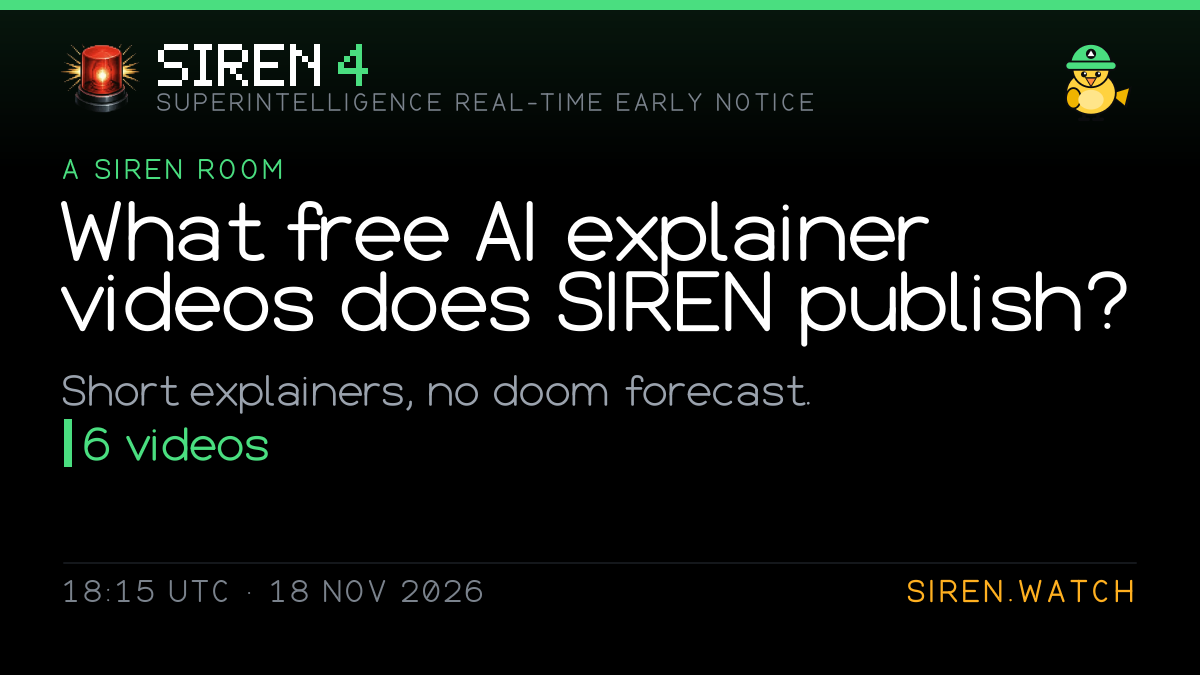 SIREN 4
SUPERINTELLIGENCE REAL-TIME EARLY NOTICE
A SIREN ROOM
What free AI explainer
videos does SIREN publish?
Short explainers, no doom forecast.
6 videos
18:15 UTC · 18 NOV 2026
SIREN.WATCH